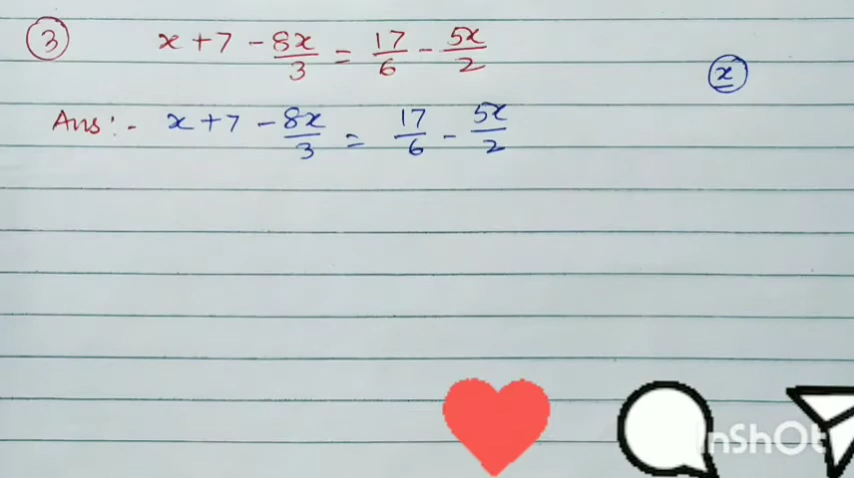 ③ x + 7 - 8x/3 = 17/6 - 5x/2
x
Ans:- x + 7 - 8x/3 = 17/6 - 5x/2
InShOt